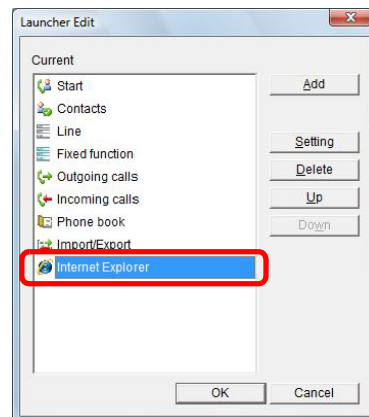 Launcher Edit
Current
Start
Add
Contacts
Line
Setting
Fixed function
Delete
Outgoing calls
Incoming calls
Up
Phone book
Down
Import/Export
Internet Explorer
OK
Cancel